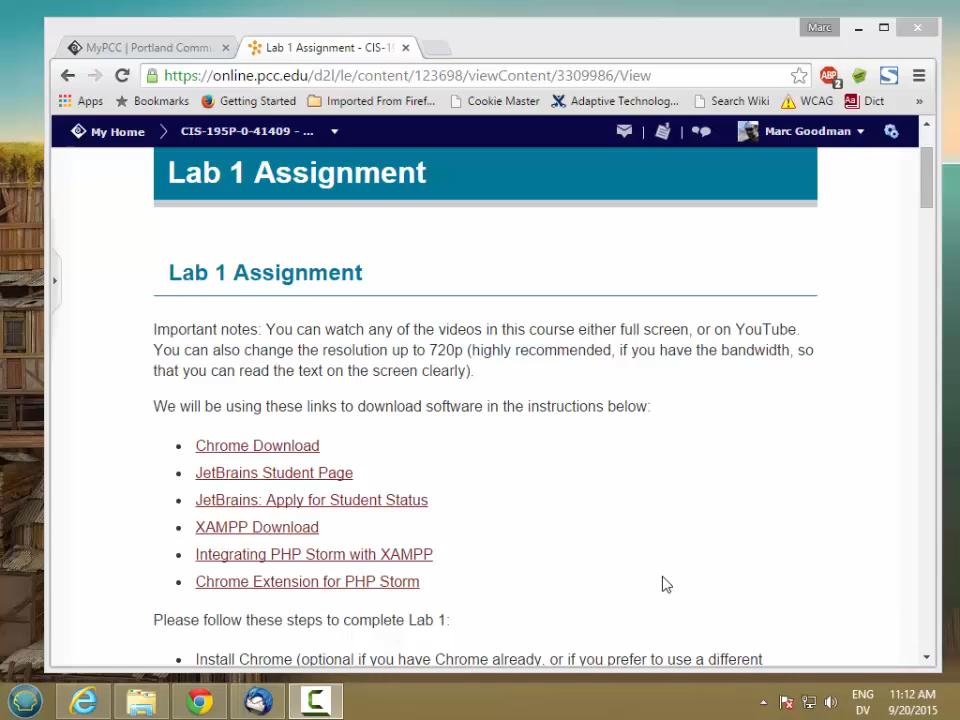 Marc
MyPCC | Portland Commu
Lab 1 Assignment - CIS-19
https://online.pcc.edu/d2l/le/content/123698/viewContent/3309986/View
ABP
2
S
Apps Bookmarks Getting Started Imported From Firef... Cookie Master Adaptive Technolog... Search Wiki WCAG Dict »
My Home CIS-195P-0-41409 - ... Marc Goodman
Lab 1 Assignment
Lab 1 Assignment
Important notes: You can watch any of the videos in this course either full screen, or on YouTube.
You can also change the resolution up to 720p (highly recommended, if you have the bandwidth, so
that you can read the text on the screen clearly).
We will be using these links to download software in the instructions below:
• Chrome Download
• JetBrains Student Page
• JetBrains: Apply for Student Status
• XAMPP Download
• Integrating PHP Storm with XAMPP
• Chrome Extension for PHP Storm
Please follow these steps to complete Lab 1:
• Install Chrome (optional if you have Chrome already, or if you prefer to use a different
ENG 11:12 AM
DV 9/20/2015